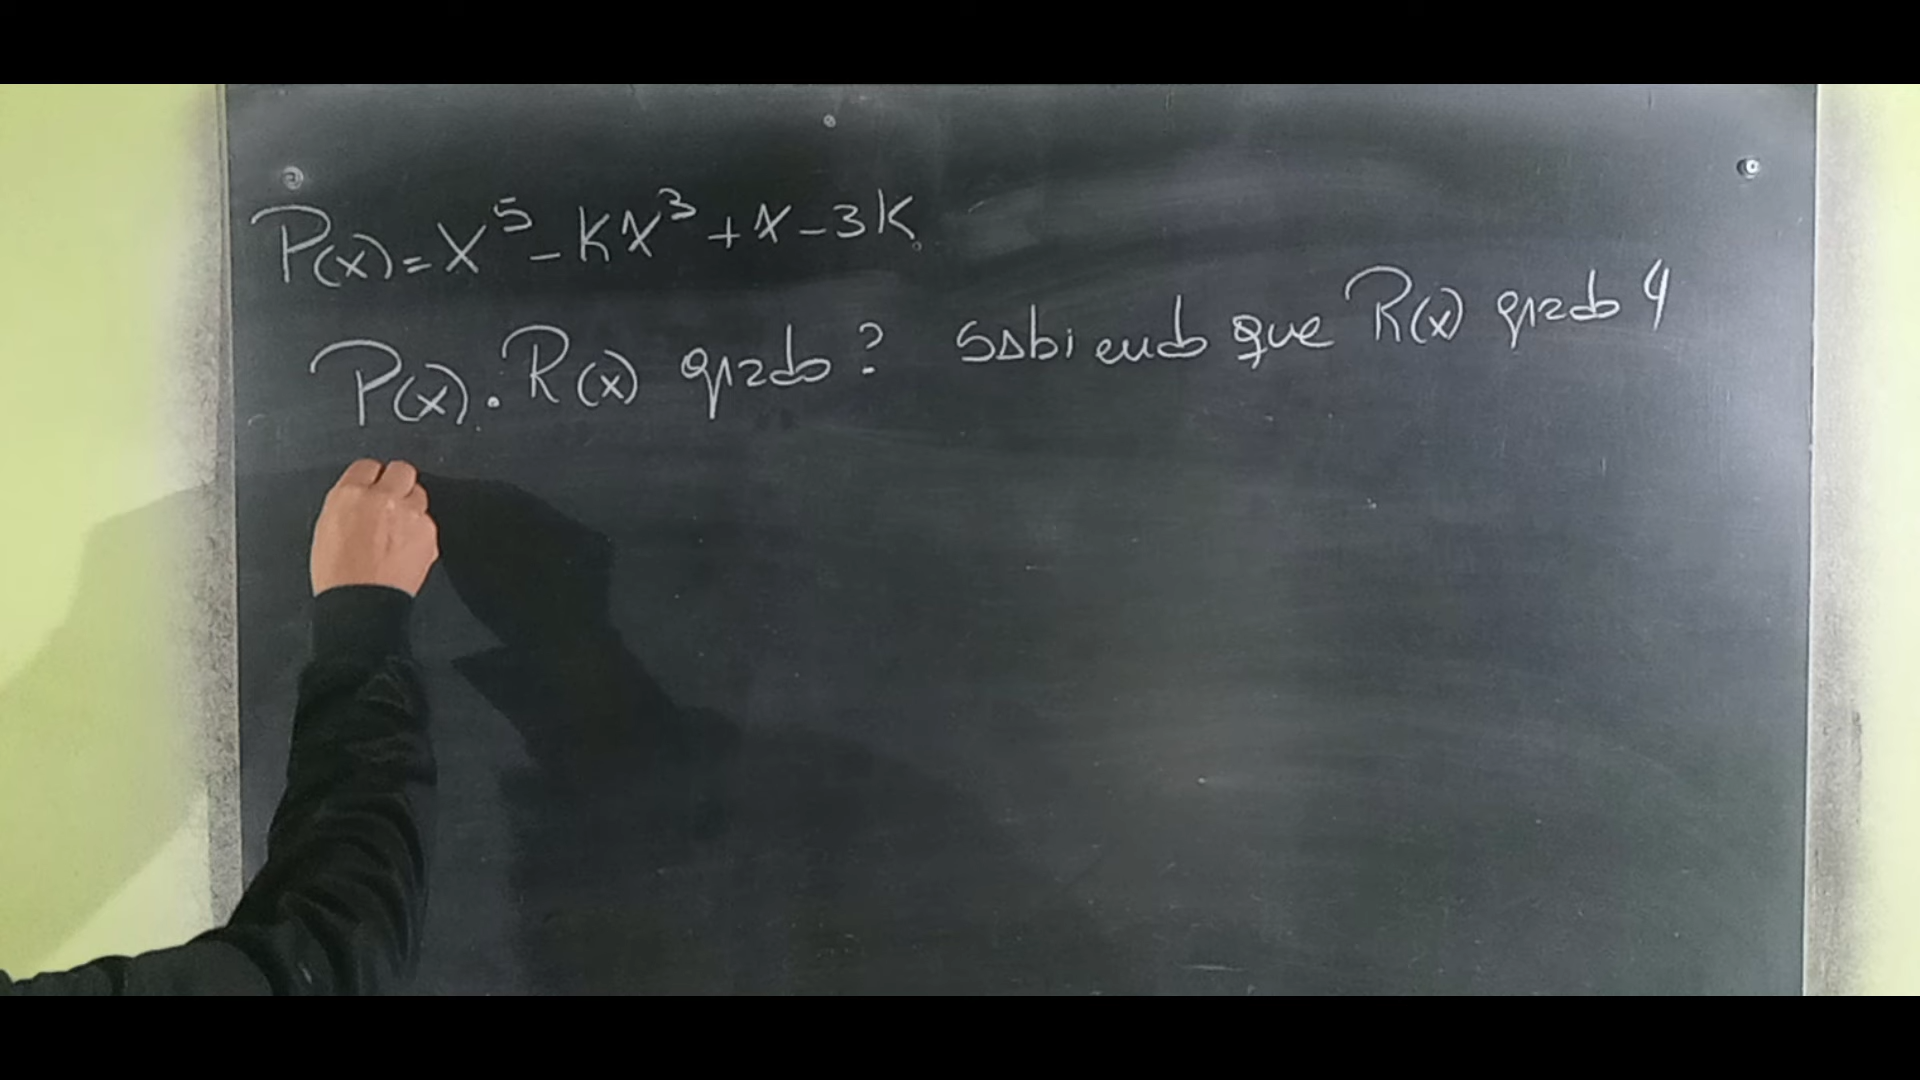 P(x)=x⁵-kx³+x-3k.
P(x).R(x) grado? sabiendo que R(x) grado 4